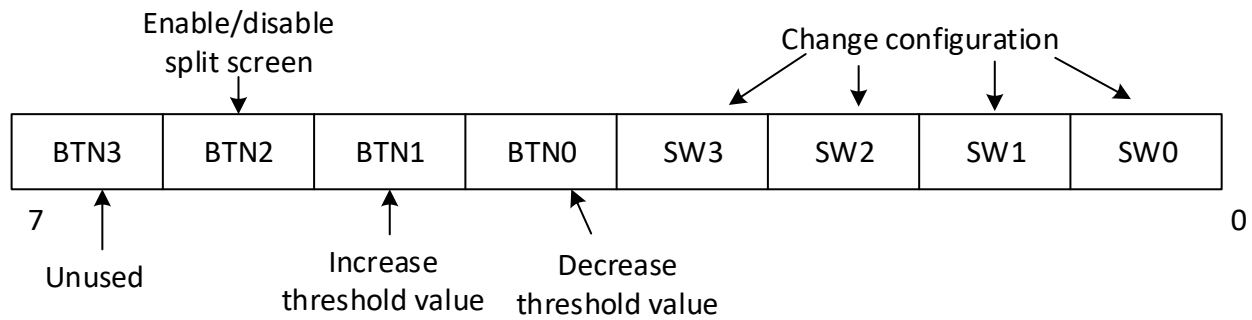 Enable/disable
split screen
Change configuration
BTN3 BTN2 BTN1 BTN0 SW3 SW2 SW1 SW0
7 0
Unused
Increase
threshold value
Decrease
threshold value